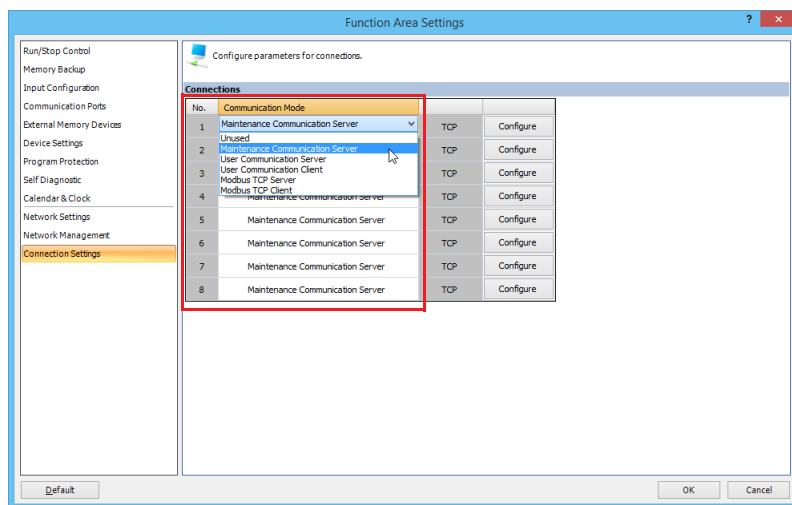 Function Area Settings
? ×
Run/Stop Control
Memory Backup
Input Configuration
Communication Ports
External Memory Devices
Device Settings
Program Protection
Self Diagnostic
Calendar & Clock
Network Settings
Network Management
Connection Settings
Configure parameters for connections.
Connections
No. Communication Mode
1 Maintenance Communication Server TCP Configure
Unused
Maintenance Communication Server
User Communication Server
User Communication Client
Modbus TCP Server
Modbus TCP Client
2 TCP Configure
3 TCP Configure
4 Maintenance Communication Server TCP Configure
5 Maintenance Communication Server TCP Configure
6 Maintenance Communication Server TCP Configure
7 Maintenance Communication Server TCP Configure
8 Maintenance Communication Server TCP Configure
Default OK Cancel